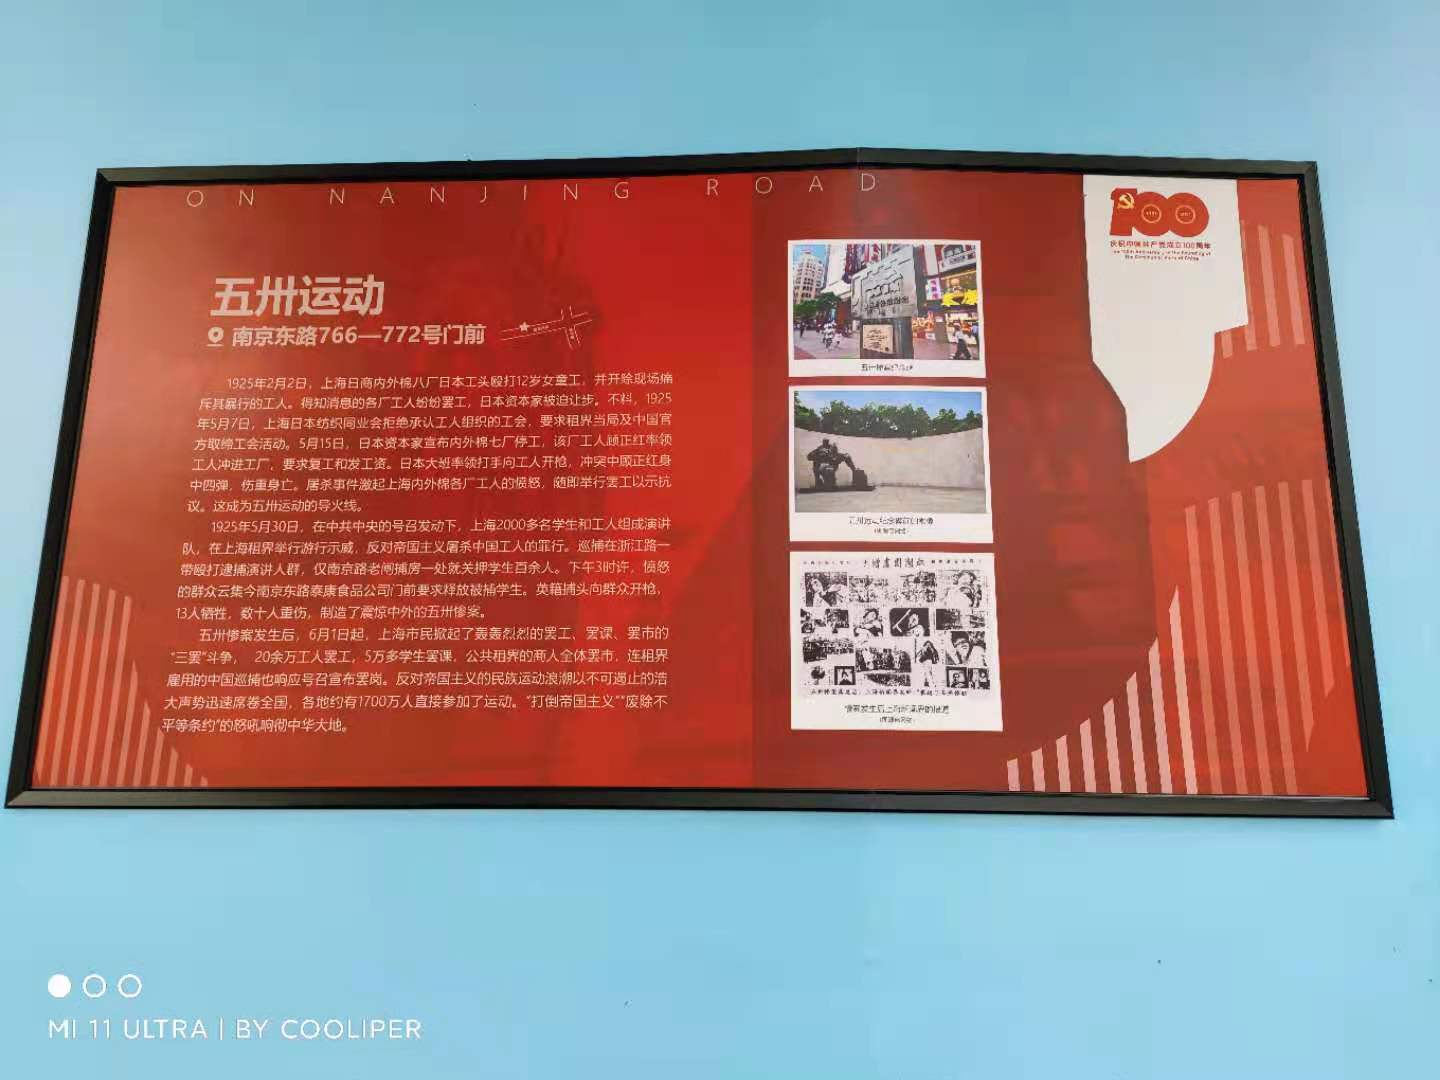 ON NANJING ROAD
五卅运动
南京东路766—772号门前
1925年2月2日，上海日商内外棉八厂日本工头殴打12岁女童工，并开除现场痛
斥其暴行的工人。得知消息的各厂工人纷纷罢工，日本资本家被迫让步。不料，1925
年5月7日，上海日本纺织同业会拒绝承认工人组织的工会，要求租界当局及中国官
方取缔工会活动。5月15日，日本资本家宣布内外棉七厂停工，该厂工人顾正红率领
工人冲进工厂，要求复工和发工资。日本大班率领打手向工人开枪，冲突中顾正红身
中四弹，伤重身亡。屠杀事件激起上海内外棉各厂工人的愤怒，随即举行罢工以示抗
议。这成为五卅运动的导火线。
1925年5月30日，在中共中央的号召发动下，上海2000多名学生和工人组成演讲
队，在上海租界举行游行示威，反对帝国主义屠杀中国工人的罪行。巡捕在浙江路一
带殴打逮捕演讲人群，仅南京路老闸捕房一处就关押学生百余人。下午3时许，愤怒
的群众云集今南京东路泰康食品公司门前要求释放被捕学生。英籍捕头向群众开枪，
13人牺牲，数十人重伤，制造了震惊中外的五卅惨案。
五卅惨案发生后，6月1日起，上海市民掀起了轰轰烈烈的罢工、罢课、罢市的
“三罢”斗争， 20余万工人罢工，5万多学生罢课，公共租界的商人全体罢市，连租界
雇用的中国巡捕也响应号召宣布罢岗。反对帝国主义的民族运动浪潮以不可遏止的浩
大声势迅速席卷全国，各地约有1700万人直接参加了运动。“打倒帝国主义”“废除不
平等条约”的怒吼响彻中华大地。
100
庆祝中国共产党成立100周年
The 100th Anniversary of the Founding of
The Communist Party of China
MI 11 ULTRA | BY COOLIPER